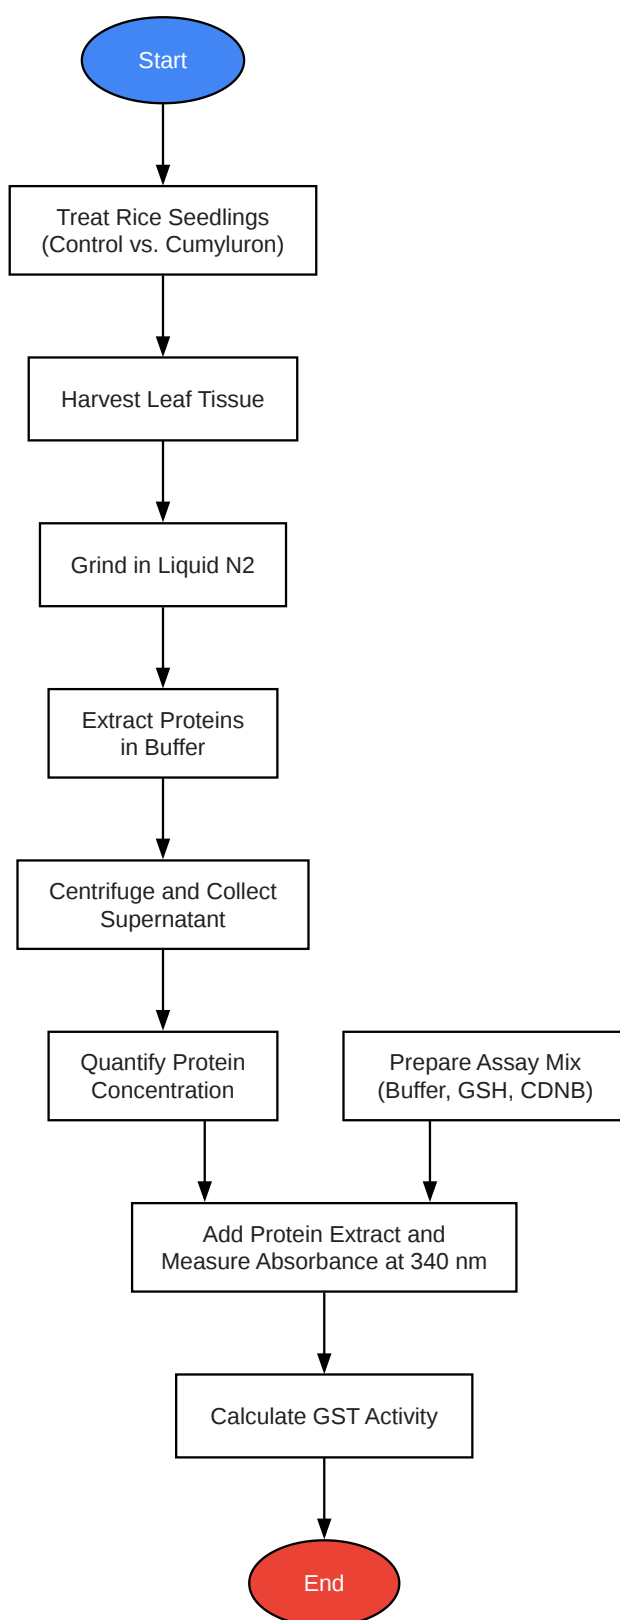 Start
Treat Rice Seedlings
(Control vs. Cumyluron)
Harvest Leaf Tissue
Grind in Liquid N2
Extract Proteins
in Buffer
Centrifuge and Collect
Supernatant
Quantify Protein
Concentration
Prepare Assay Mix
(Buffer, GSH, CDNB)
Add Protein Extract and
Measure Absorbance at 340 nm
Calculate GST Activity
End